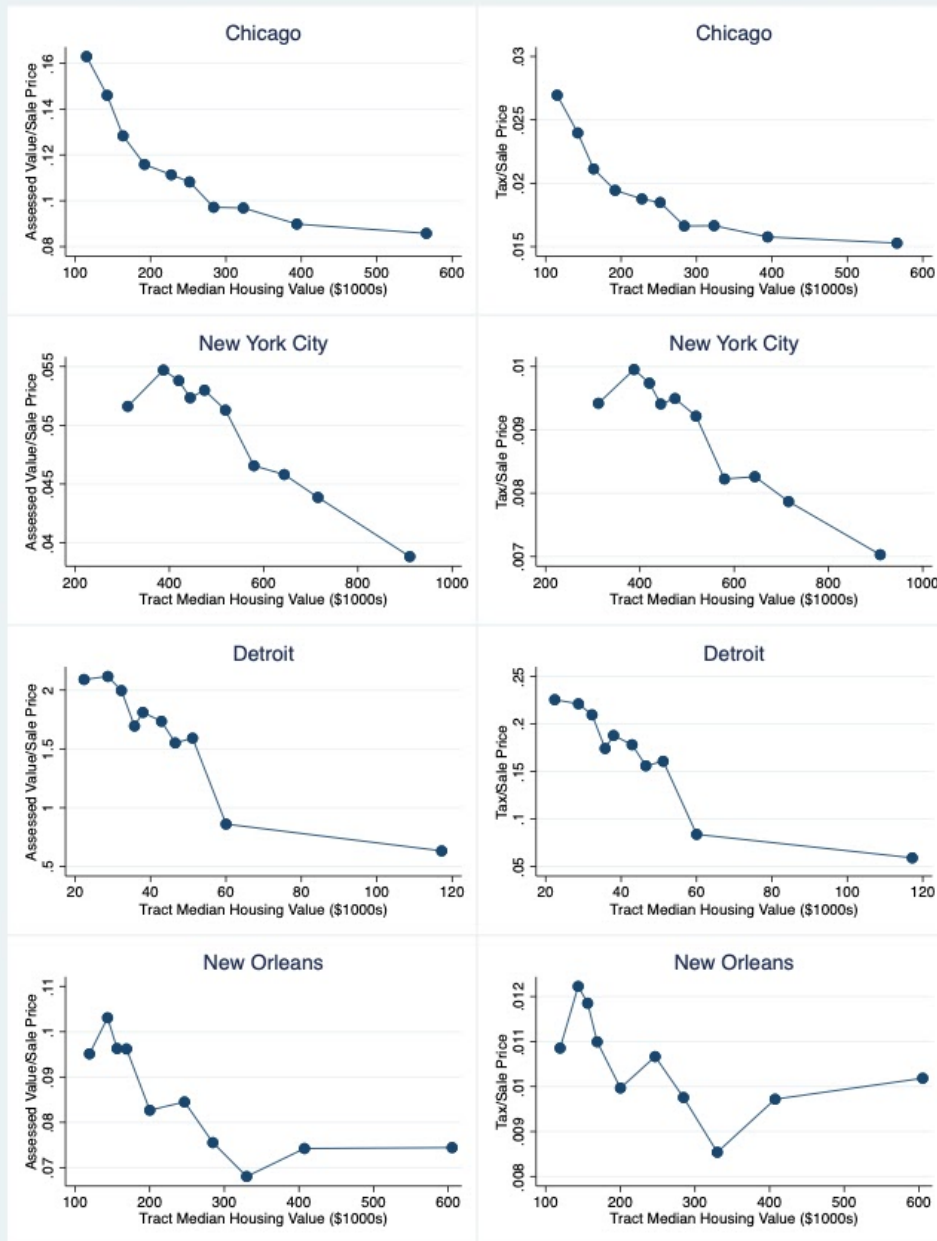 Chicago
Assessed Value/Sale Price
.16
.14
.12
.1
.08
100 200 300 400 500 600
Tract Median Housing Value ($1000s)
Chicago
Tax/Sale Price
.03
.025
.02
.015
100 200 300 400 500 600
Tract Median Housing Value ($1000s)
New York City
Assessed Value/Sale Price
.055
.05
.045
.04
200 400 600 800 1000
Tract Median Housing Value ($1000s)
New York City
Tax/Sale Price
.01
.009
.008
.007
200 400 600 800 1000
Tract Median Housing Value ($1000s)
Detroit
Assessed Value/Sale Price
2
1.5
1
.5
20 40 60 80 100 120
Tract Median Housing Value ($1000s)
Detroit
Tax/Sale Price
.25
.2
.15
.1
.05
20 40 60 80 100 120
Tract Median Housing Value ($1000s)
New Orleans
Assessed Value/Sale Price
.11
.1
.09
.08
.07
100 200 300 400 500 600
Tract Median Housing Value ($1000s)
New Orleans
Tax/Sale Price
.012
.011
.01
.009
.008
100 200 300 400 500 600
Tract Median Housing Value ($1000s)